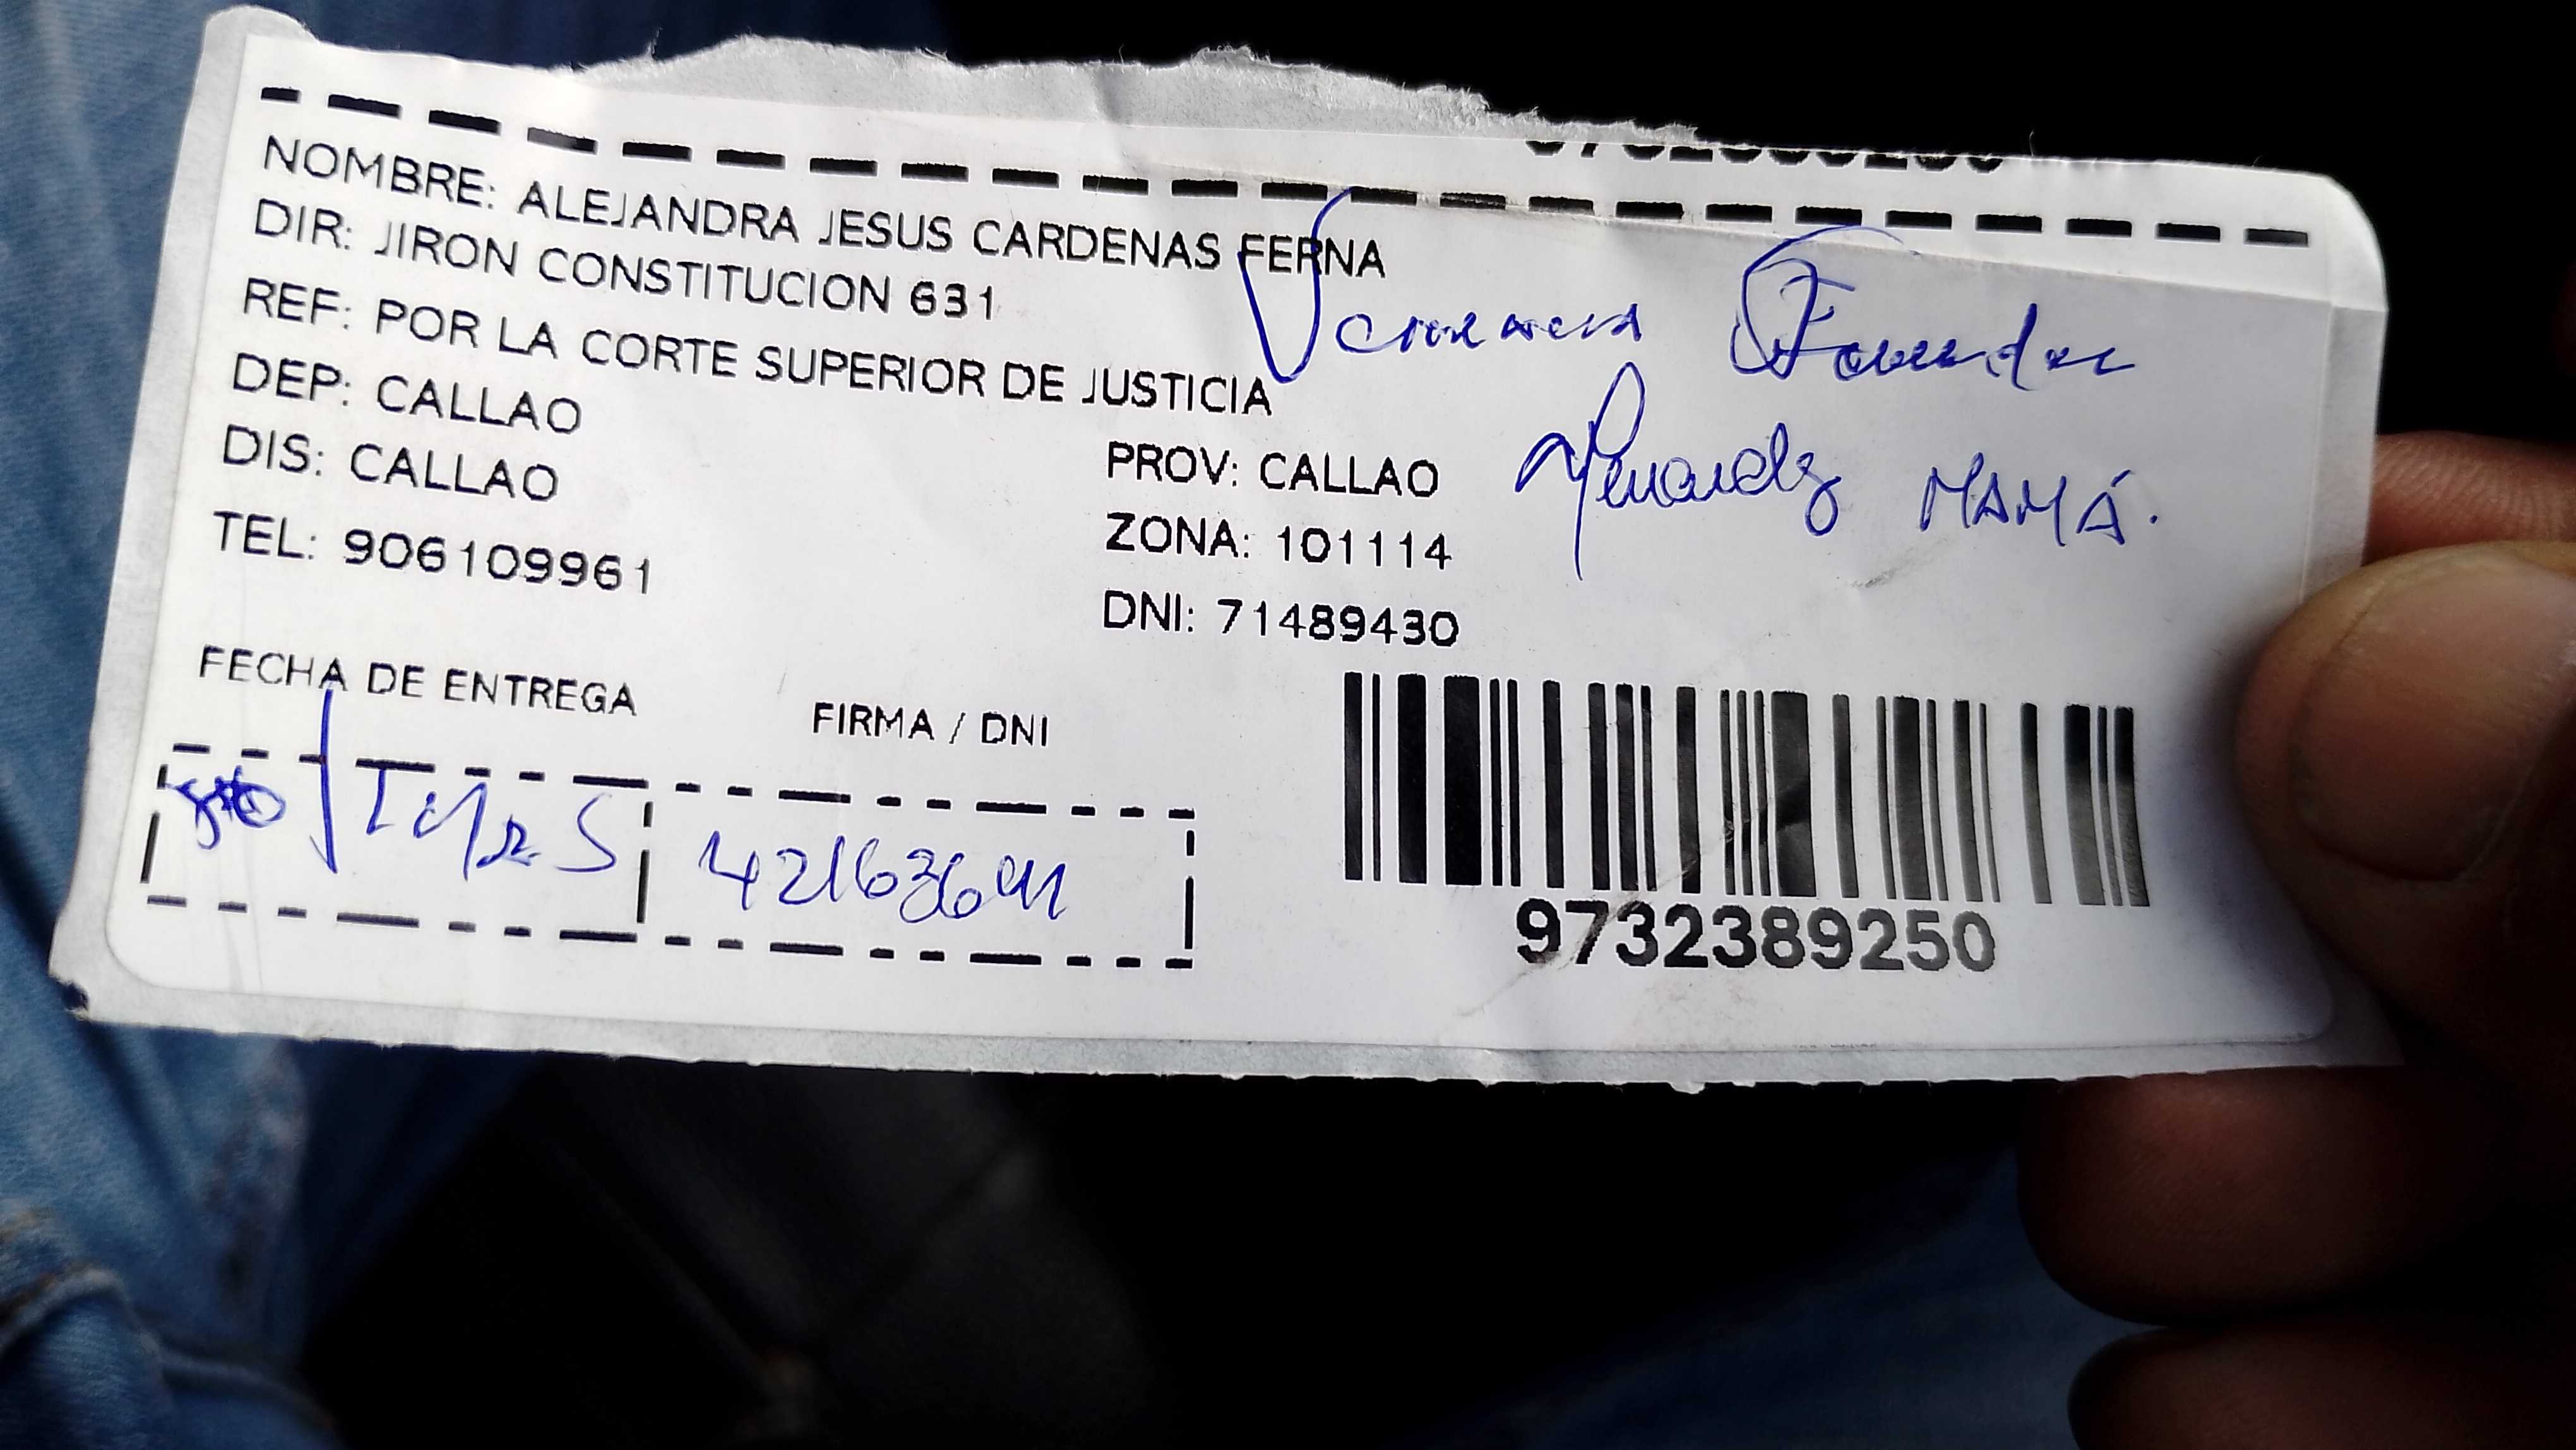 NOMBRE: ALEJANDRA JESUS CARDENAS FERNA
DIR: JIRON CONSTITUCION 631
REF: POR LA CORTE SUPERIOR DE JUSTICIA
DEP: CALLAO
PROV: CALLAO
DIS: CALLAO
ZONA: 101114
TEL: 906109961
DNI: 71489430
MAMÁ.
FECHA DE ENTREGA
FIRMA / DNI
9732389250